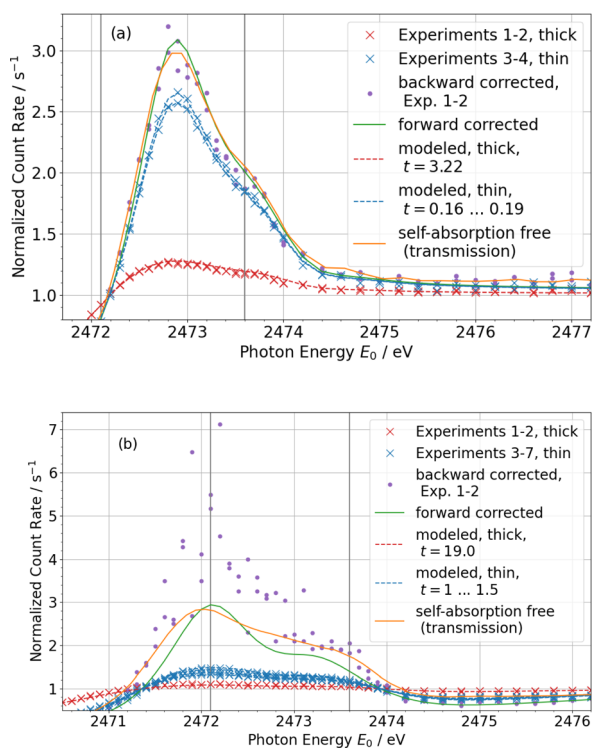 (a)
Experiments 1-2, thick
Experiments 3-4, thin
backward corrected,
Exp. 1-2
forward corrected
modeled, thick,
t = 3.22
modeled, thin,
t = 0.16 ... 0.19
self-absorption free
(transmission)
Normalized Count Rate / s⁻¹
3.0
2.5
2.0
1.5
1.0
2472 2473 2474 2475 2476 2477
Photon Energy E₀ / eV
(b)
Experiments 1-2, thick
Experiments 3-7, thin
backward corrected,
Exp. 1-2
forward corrected
modeled, thick,
t = 19.0
modeled, thin,
t = 1 ... 1.5
self-absorption free
(transmission)
Normalized Count Rate / s⁻¹
7
6
5
4
3
2
1
2471 2472 2473 2474 2475 2476
Photon Energy E₀ / eV